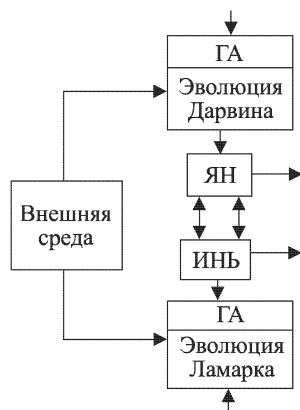 ГА
Эволюция
Дарвина
ЯН
Внешняя
среда
ИНЬ
ГА
Эволюция
Ламарка